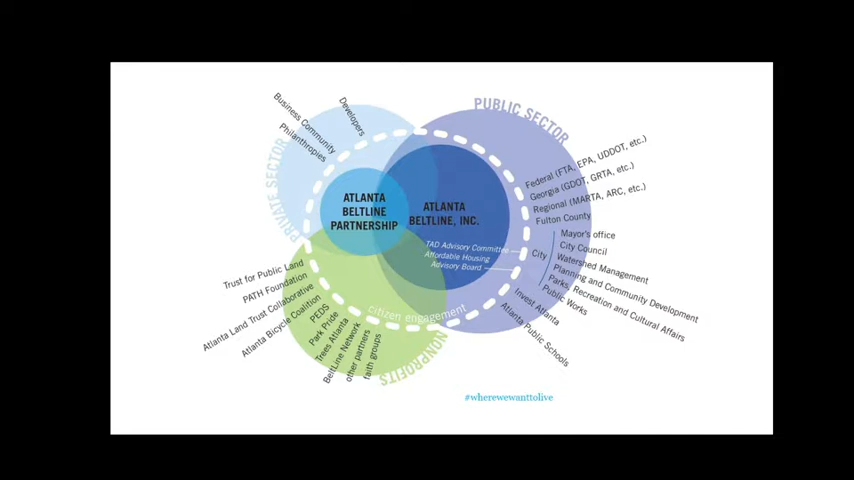 PUBLIC SECTOR
Developers
Business Community
Philanthropies
PRIVATE SECTOR
ATLANTA
BELTLINE
PARTNERSHIP
ATLANTA
BELTLINE, INC.
TAD Advisory Committee
Affordable Housing
Advisory Board
Federal (FTA, EPA, UDDOT, etc.)
Georgia (GDOT, GRTA, etc.)
Regional (MARTA, ARC, etc.)
Fulton County
City
Mayor's office
City Council
Watershed Management
Planning and Community Development
Parks, Recreation and Cultural Affairs
Public Works
Invest Atlanta
Atlanta Public Schools
citizen engagement
Trust for Public Land
PATH Foundation
Atlanta Land Trust Collaborative
Atlanta Bicycle Coalition
PEDS
Park Pride
Trees Atlanta
BeltLine Network
other partners
faith groups
NONPROFITS
#wherewewanttolive